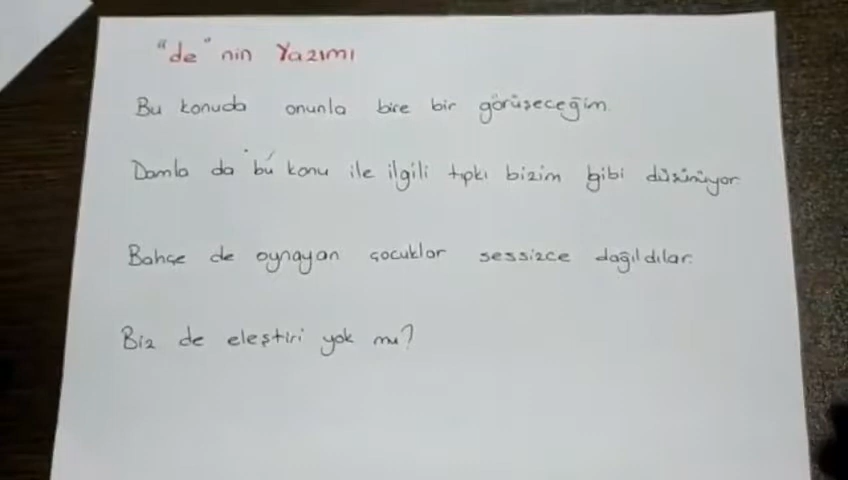 "de" nin Yazımı
Bu konuda onunla bire bir görüşeceğim.
Damla da bu konu ile ilgili tıpkı bizim gibi düşünüyor
Bahçe de oynayan çocuklar sessizce dağıldılar.
Biz de eleştiri yok mu?